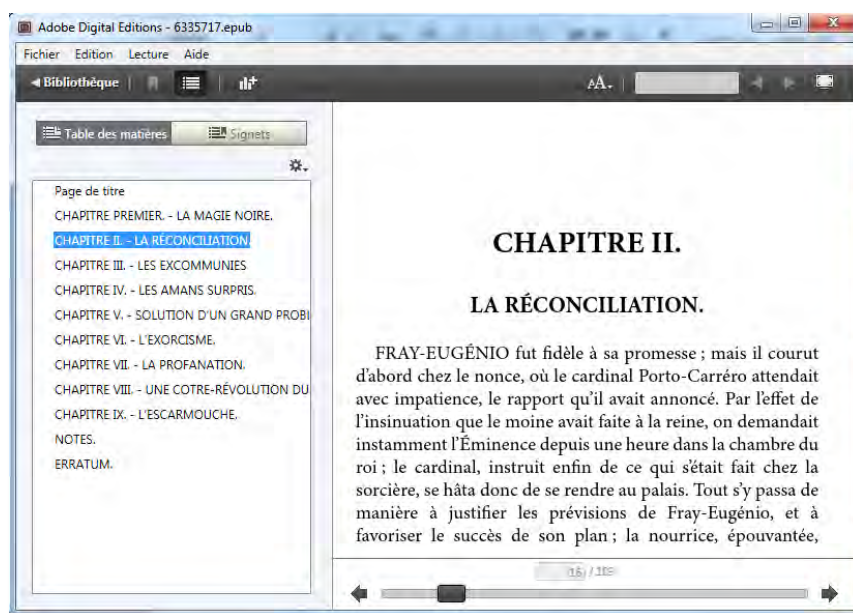 Adobe Digital Editions - 6335717.epub
Fichier Edition Lecture Aide
Bibliothèque
AA
Table des matières Signets
Page de titre
CHAPITRE PREMIER. - LA MAGIE NOIRE.
CHAPITRE II. - LA RÉCONCILIATION.
CHAPITRE III. - LES EXCOMMUNIES
CHAPITRE IV. - LES AMANS SURPRIS.
CHAPITRE V. - SOLUTION D'UN GRAND PROBI
CHAPITRE VI. - L'EXORCISME.
CHAPITRE VII. - LA PROFANATION.
CHAPITRE VIII. - UNE COTRE-RÉVOLUTION DU
CHAPITRE IX. - L'ESCARMOUCHE.
NOTES.
ERRATUM.
CHAPITRE II.
LA RÉCONCILIATION.
FRAY-EUGÉNIO fut fidèle à sa promesse ; mais il courut
d'abord chez le nonce, où le cardinal Porto-Carréro attendait
avec impatience, le rapport qu'il avait annoncé. Par l'effet de
l'insinuation que le moine avait faite à la reine, on demandait
instamment l'Éminence depuis une heure dans la chambre du
roi ; le cardinal, instruit enfin de ce qui s'était fait chez la
sorcière, se hâta donc de se rendre au palais. Tout s'y passa de
manière à justifier les prévisions de Fray-Eugénio, et à
favoriser le succès de son plan ; la nourrice, épouvantée,